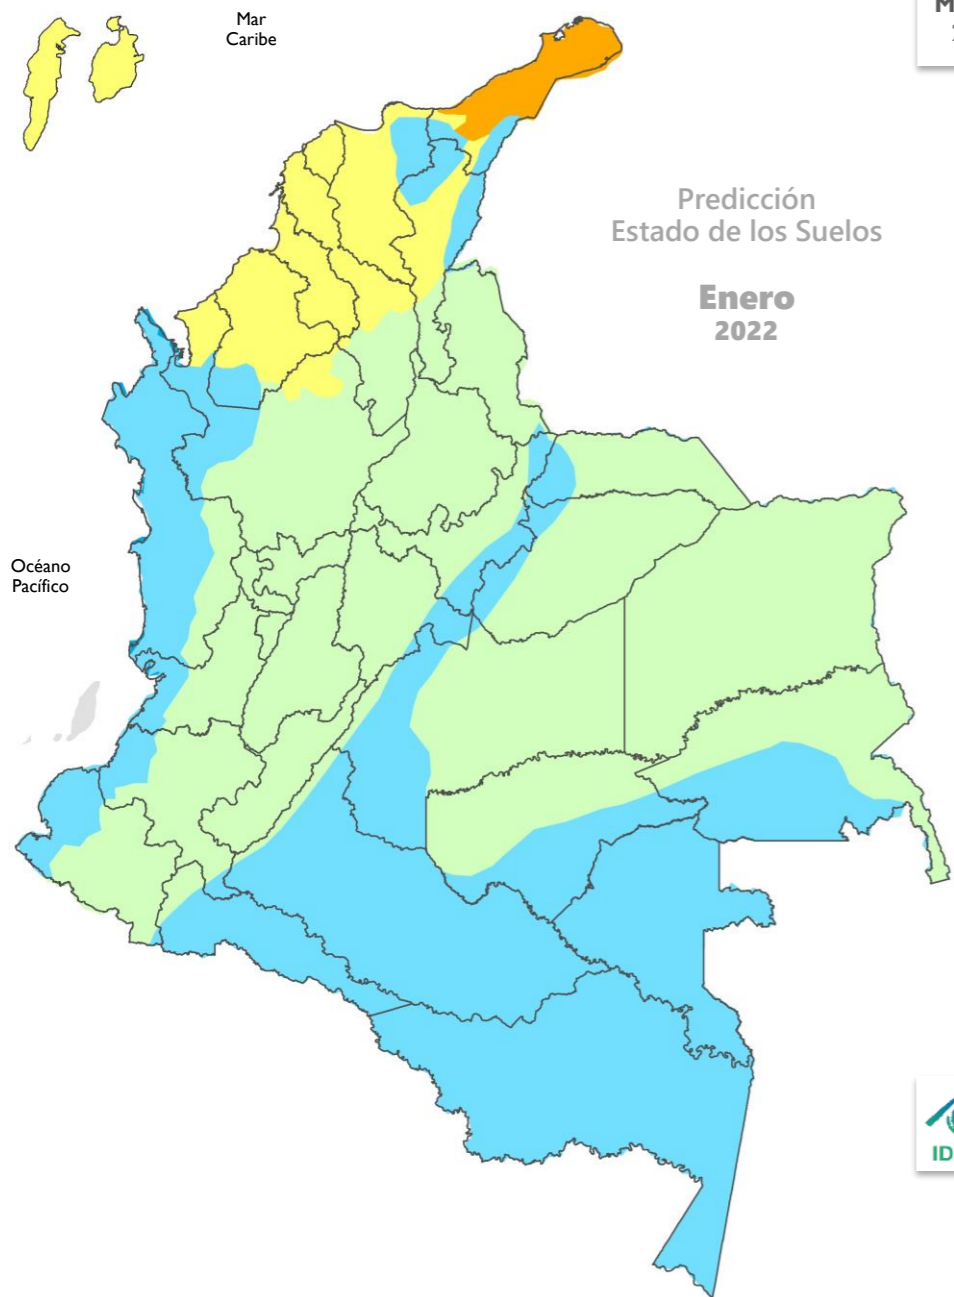 Mar
Caribe
Predicción
Estado de los Suelos
Enero
2022
Océano
Pacífico